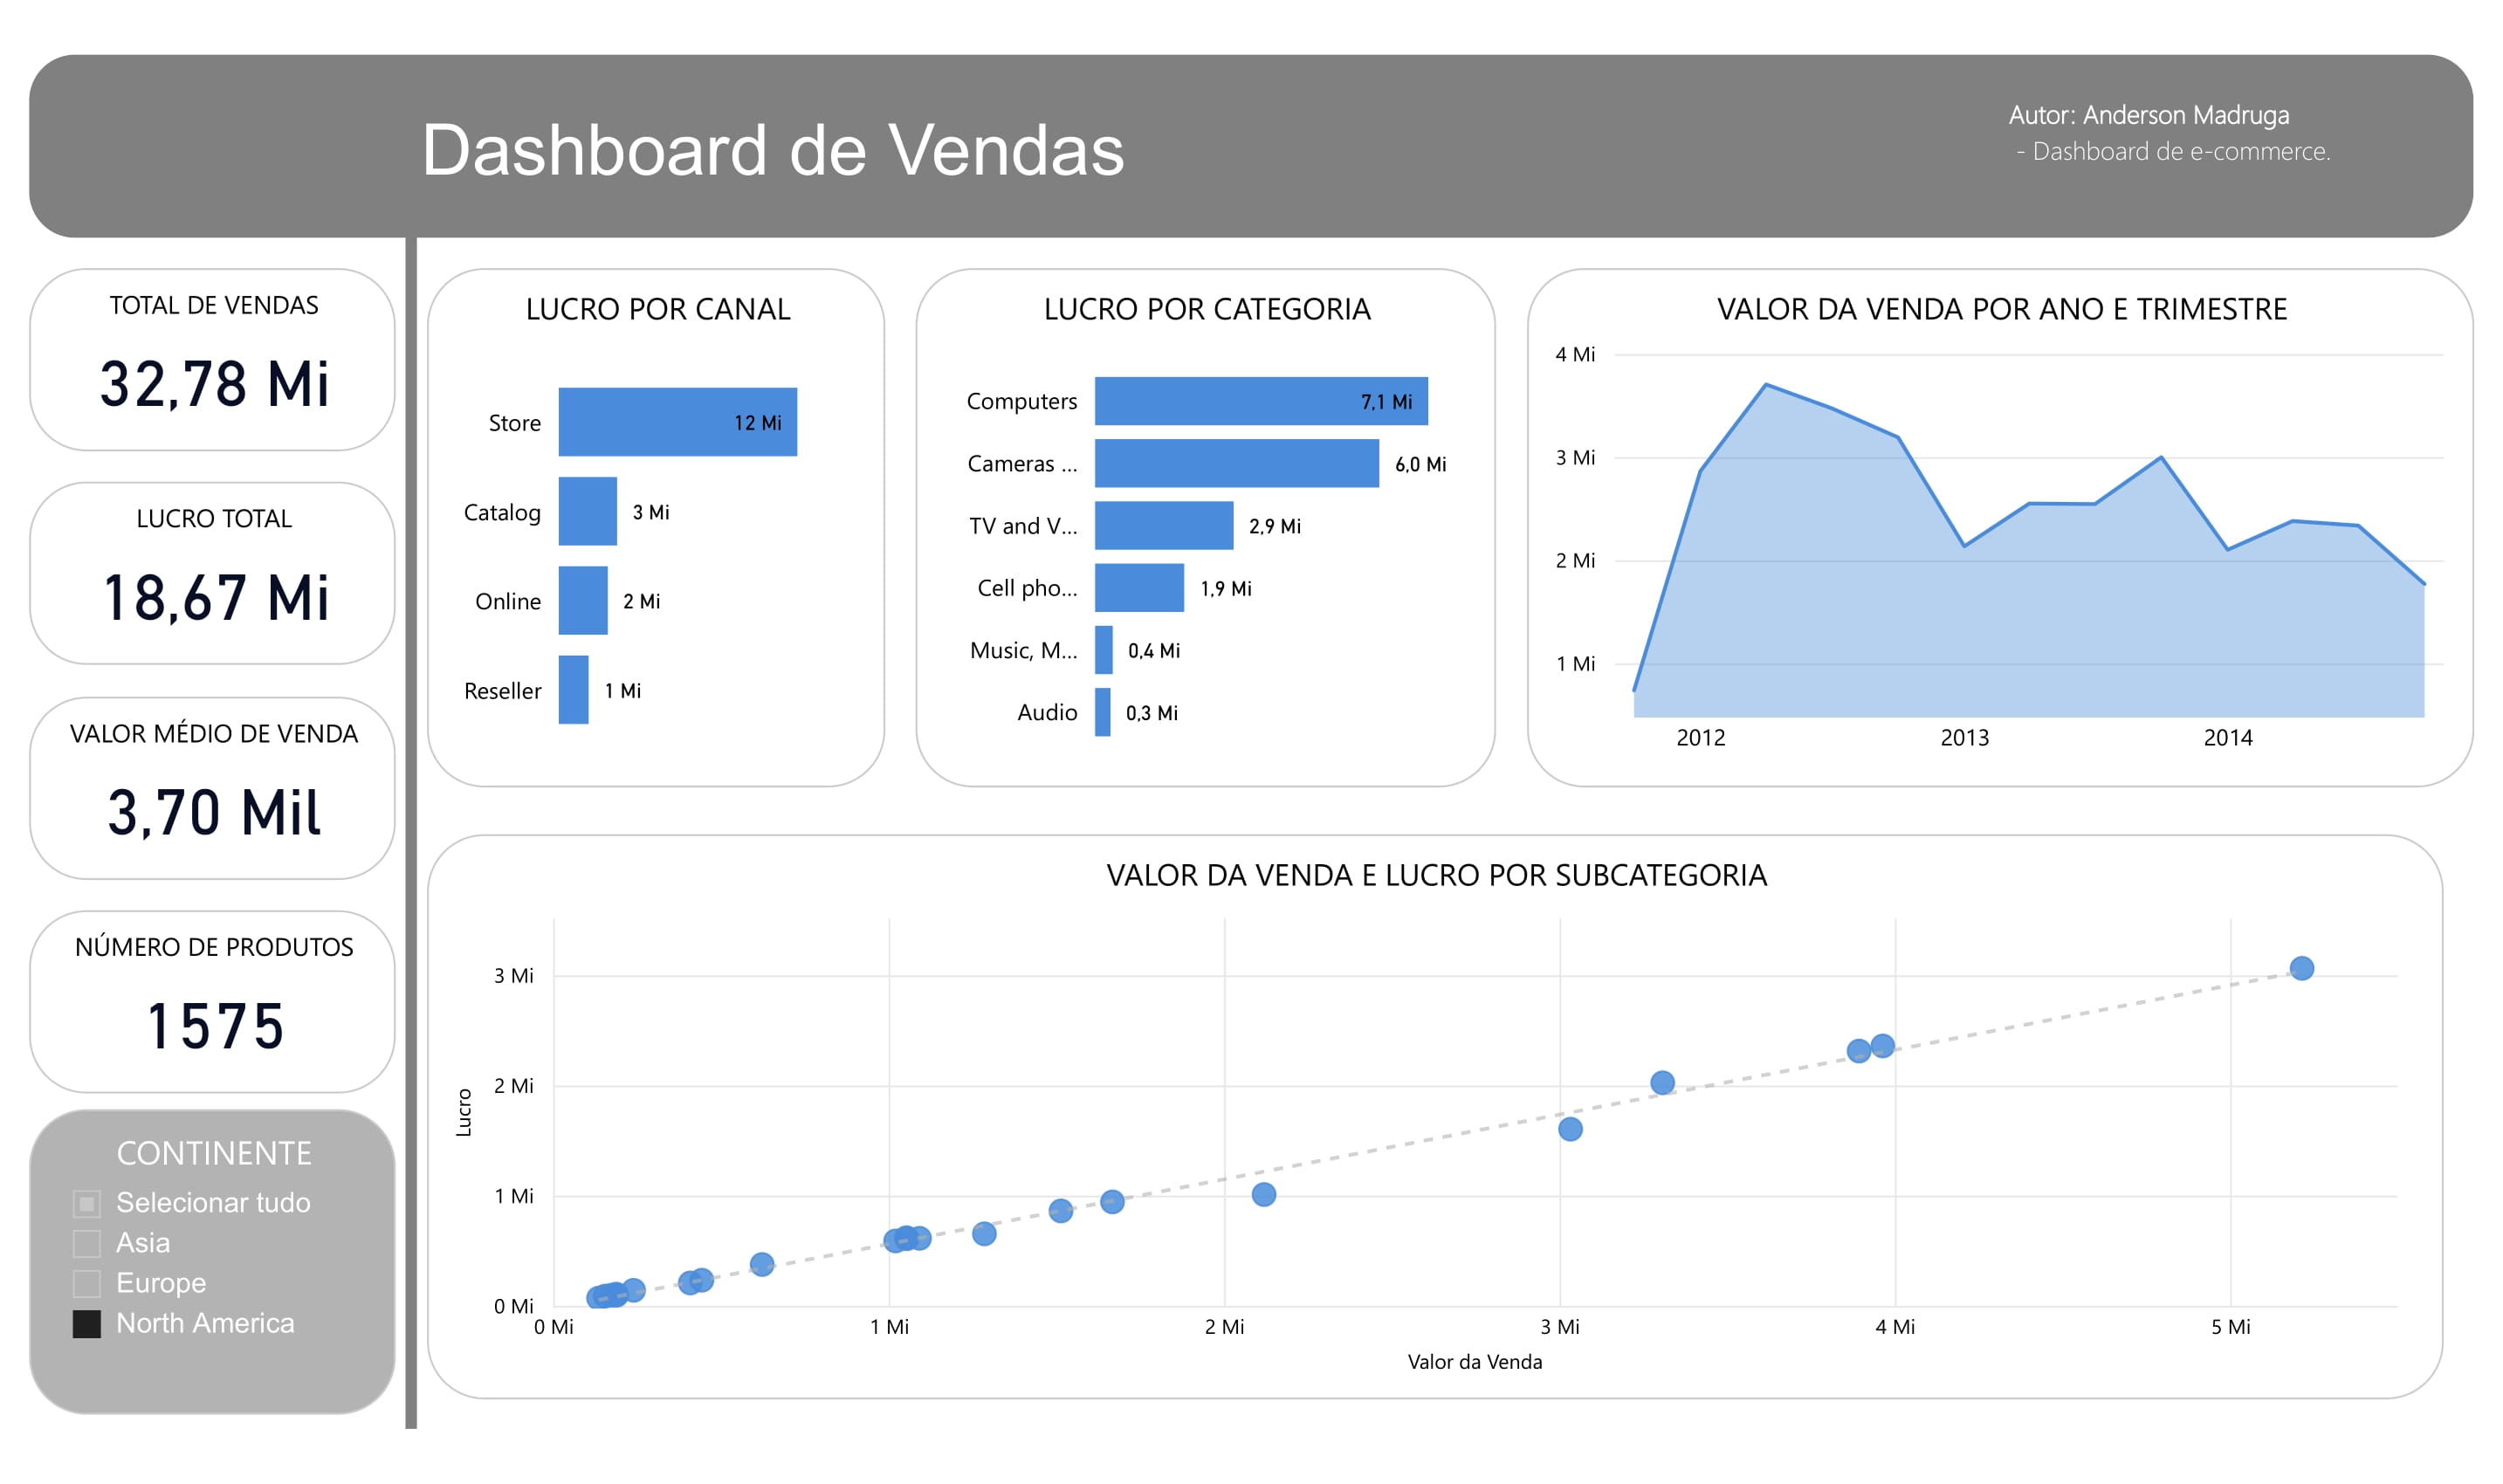 Dashboard de Vendas
Autor: Anderson Madruga
- Dashboard de e-commerce.
TOTAL DE VENDAS
32,78 Mi
LUCRO TOTAL
18,67 Mi
VALOR MÉDIO DE VENDA
3,70 Mil
NÚMERO DE PRODUTOS
1575
CONTINENTE
Selecionar tudo
Asia
Europe
North America
LUCRO POR CANAL
Store 12 Mi
Catalog 3 Mi
Online 2 Mi
Reseller 1 Mi
LUCRO POR CATEGORIA
Computers 7,1 Mi
Cameras ... 6,0 Mi
TV and V... 2,9 Mi
Cell pho... 1,9 Mi
Music, M... 0,4 Mi
Audio 0,3 Mi
VALOR DA VENDA POR ANO E TRIMESTRE
4 Mi
3 Mi
2 Mi
1 Mi
2012 2013 2014
VALOR DA VENDA E LUCRO POR SUBCATEGORIA
Lucro
3 Mi
2 Mi
1 Mi
0 Mi
0 Mi 1 Mi 2 Mi 3 Mi 4 Mi 5 Mi
Valor da Venda